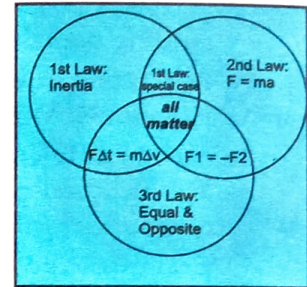 1st Law:
Inertia
1st Law:
special case
2nd Law:
F = ma
all
matter
FΔt = mΔv
F1 = –F2
3rd Law:
Equal &
Opposite